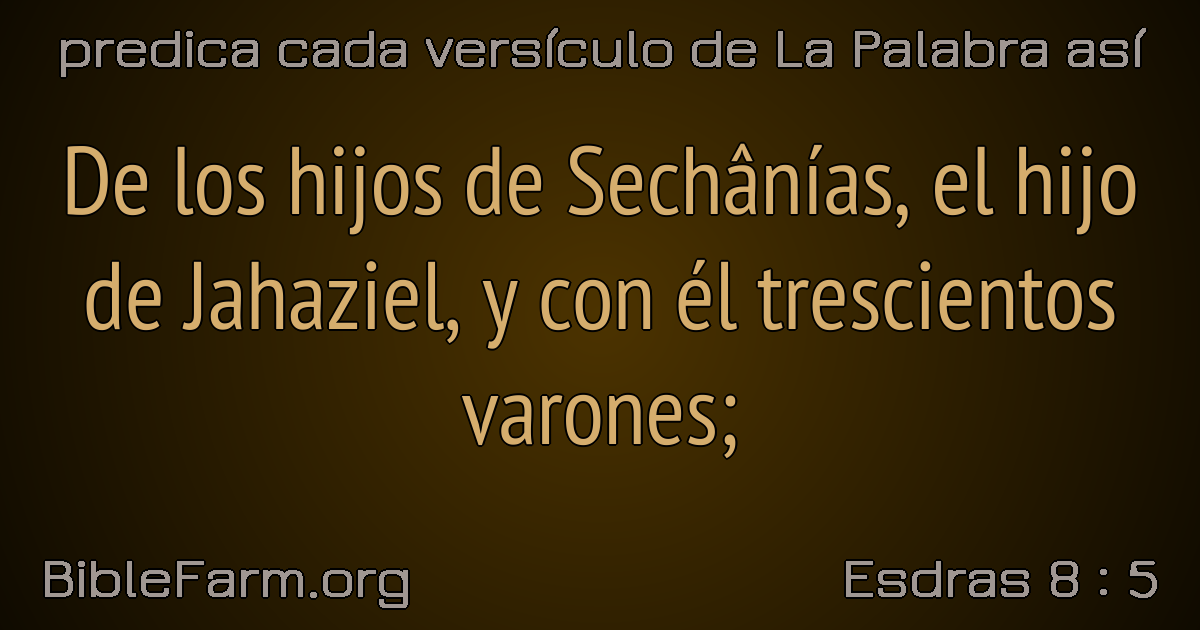 predica cada versículo de La Palabra así
De los hijos de Sechânías, el hijo
de Jahaziel, y con él trescientos
varones;
BibleFarm.org
Esdras 8 : 5